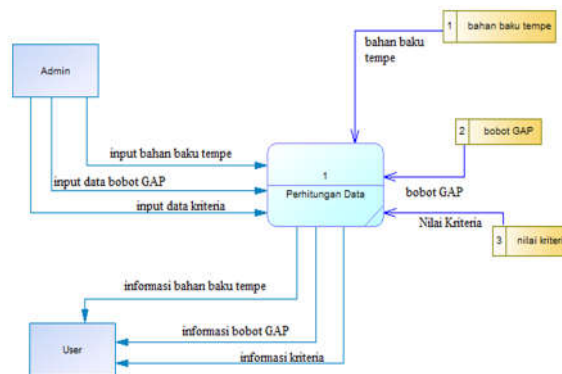 1 bahan baku tempe
bahan baku
tempe
Admin
input bahan baku tempe
2 bobot GAP
1
input data bobot GAP
Perhitungan Data
bobot GAP
input data kriteria
Nilai Kriteria
3 nilai kriteri
informasi bahan baku tempe
informasi bobot GAP
User
informasi kriteria